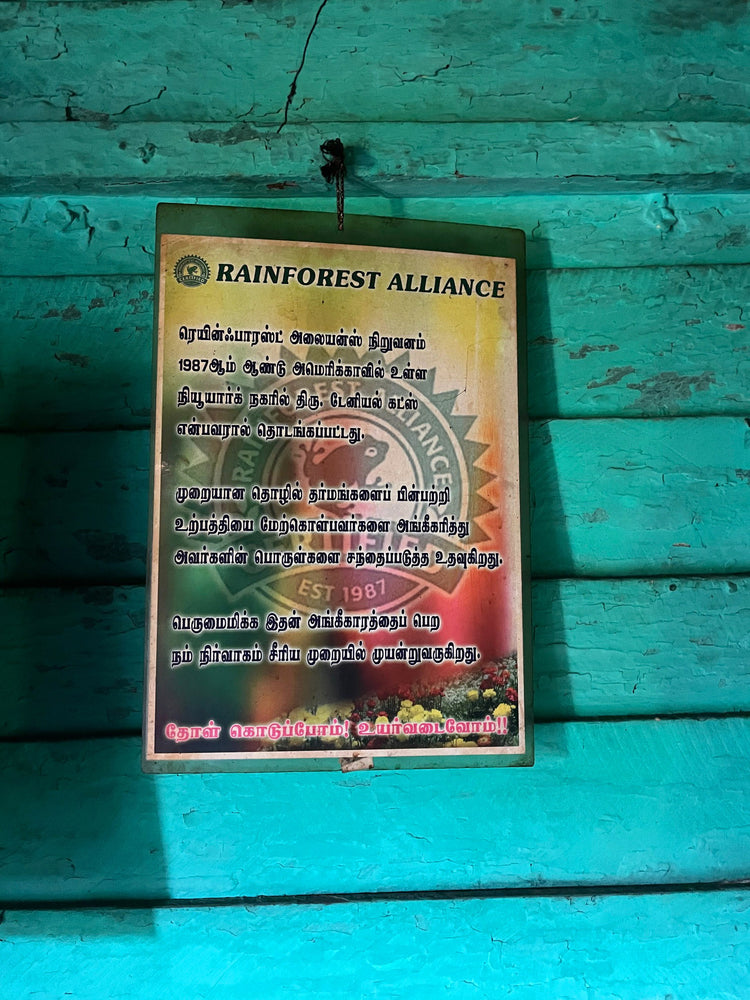 RAINFOREST ALLIANCE
ரெயின்ஃபாரஸ்ட் அலையன்ஸ் நிறுவனம்
1987ஆம் ஆண்டு அமெரிக்காவில் உள்ள
நியூயார்க் நகரில் திரு. டேனியல் கட்ஸ்
என்பவரால் தொடங்கப்பட்டது.
முறையான தொழில் தர்மங்களைப் பின்பற்றி
உற்பத்தியை மேற்கொள்பவர்களை அங்கீகரித்து
அவர்களின் பொருள்களை சந்தைப்படுத்த உதவுகிறது.
EST 1987
பெருமைமிக்க இதன் அங்கீகாரத்தைப் பெற
நம் நிர்வாகம் சீரிய முறையில் முயன்றுவருகிறது.
தோள் கொடுப்போம்! உயர்வடைவோம்!!